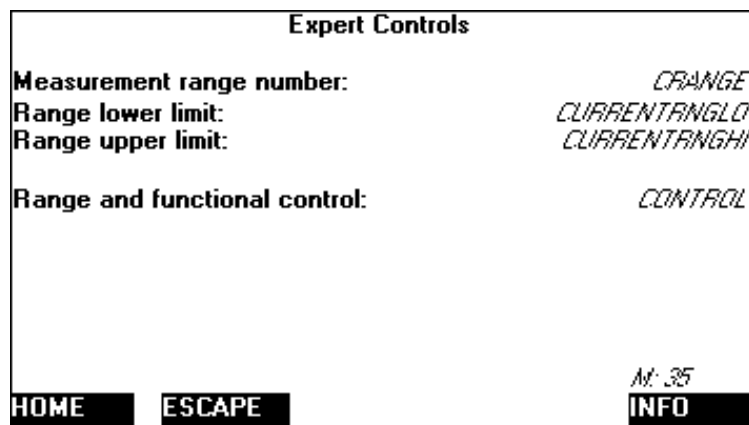 Expert Controls
Measurement range number: CRANGE
Range lower limit: CURRENTRNGLO
Range upper limit: CURRENTRNGHI
Range and functional control: CONTROL
M: 35
HOME ESCAPE INFO